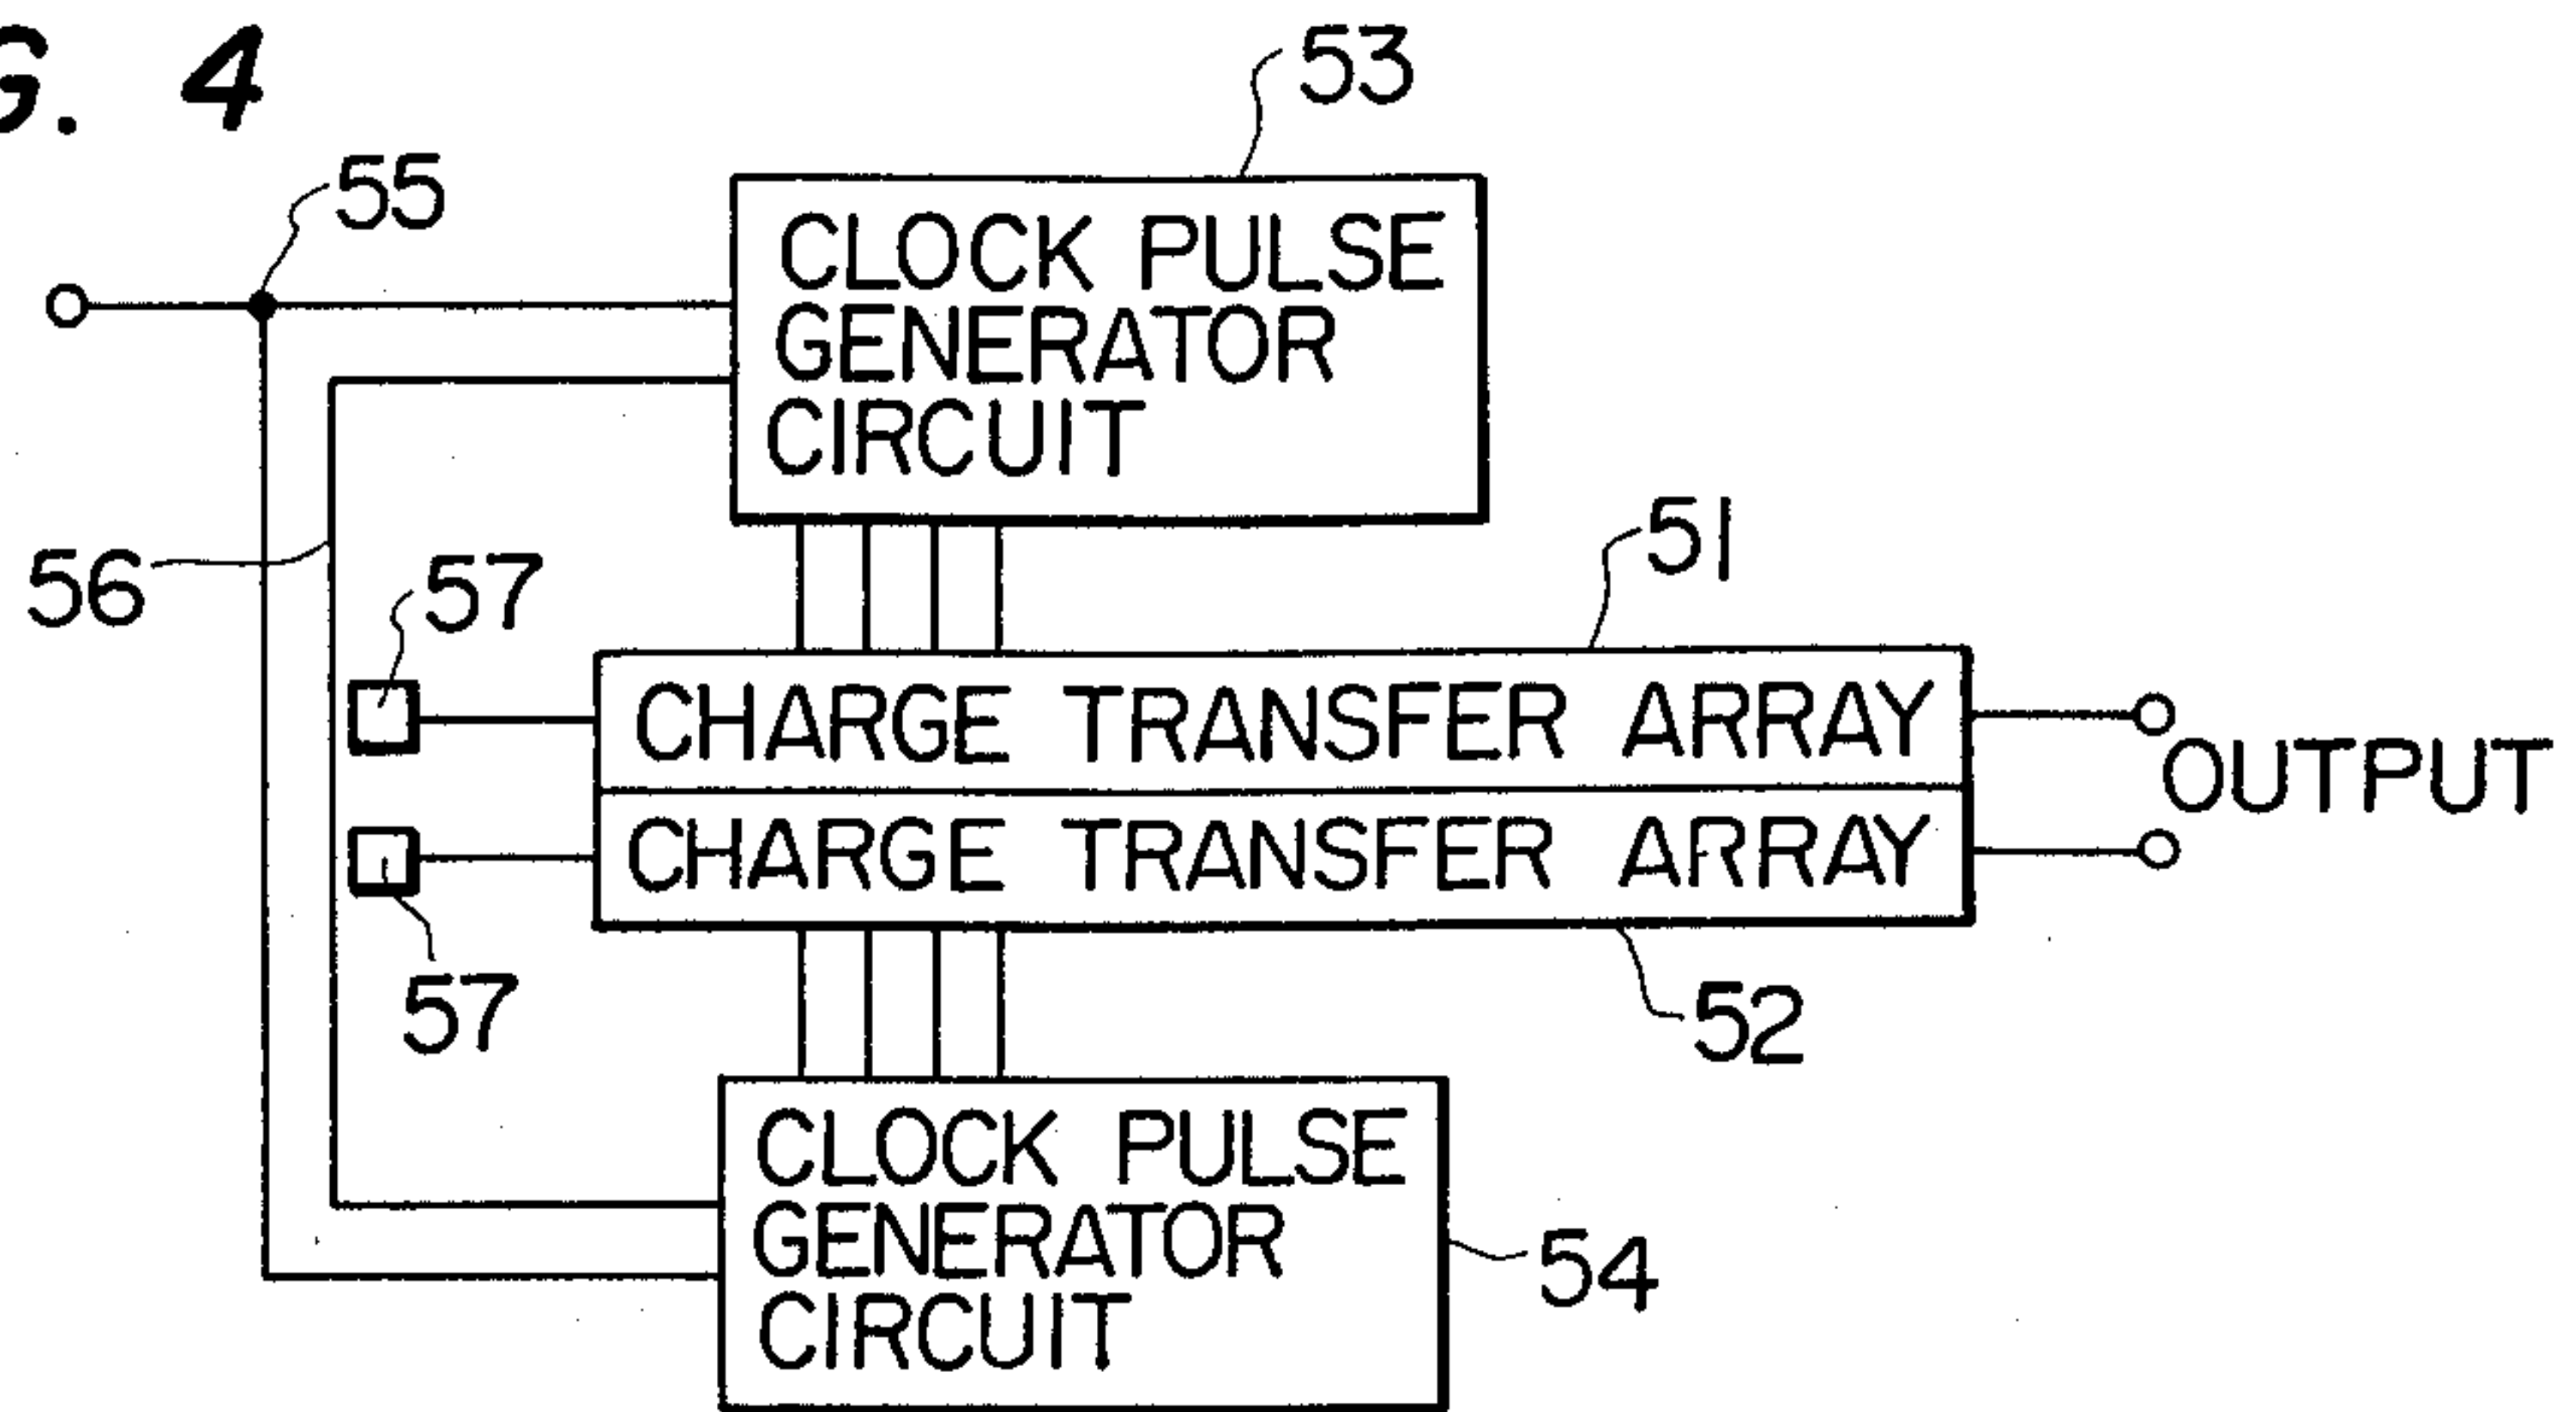 G. 4
53
55
CLOCK PULSE
GENERATOR
CIRCUIT
51
56
57
CHARGE TRANSFER ARRAY
OUTPUT
CHARGE TRANSFER ARRAY
57
52
CLOCK PULSE
GENERATOR
CIRCUIT
54